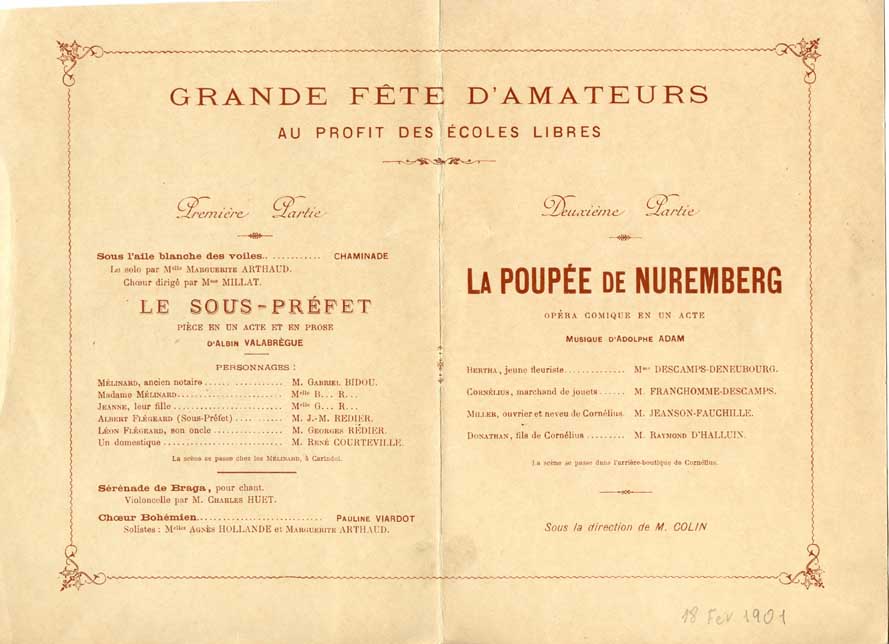 GRANDE FÊTE D'AMATEURS
AU PROFIT DES ÉCOLES LIBRES
Première Partie
Sous l'aile blanche des voiles.. ........... CHAMINADE
Le solo par Melle MARGUERITE ARTHAUD.
Chœur dirigé par Mme MILLAT.
LE SOUS-PRÉFET
PIÈCE EN UN ACTE ET EN PROSE
D'ALBIN VALABRÈGUE
PERSONNAGES :
MÉLINARD, ancien notaire .................. M. GABRIEL BIDOU.
Madame MÉLINARD........................ Melle B... R...
JEANNE, leur fille ........................ Melle G... R...
ALBERT FLÉGEARD (Sous-Préfet) ............ M. J.-M. REDIER.
LÉON FLÉGEARD, son oncle ................ M. GEORGES RÉDIER.
Un domestique ........................ M. RENÉ COURTEVILLE.
La scène se passe chez les MÉLINARD, à Carindol.
Sérénade de Braga, pour chant.
Violoncelle par M. CHARLES HUET.
Chœur Bohémien............................ PAULINE VIARDOT
Solistes : Melles AGNÈS HOLLANDE et MARGUERITE ARTHAUD.
Deuxième Partie
LA POUPÉE DE NUREMBERG
OPÉRA COMIQUE EN UN ACTE
MUSIQUE D'ADOLPHE ADAM
BERTHA, jeune fleuriste............. Mme DESCAMPS-DENEUBOURG.
CORNÉLIUS, marchand de jouets...... M. FRANCHOMME-DESCAMPS.
MILLER, ouvrier et neveu de Cornélius. M. JEANSON-FAUCHILLE.
DONATHAN, fils de Cornélius ........ M. RAYMOND D'HALLUIN.
La scène se passe dans l'arrière-boutique de Cornélius.
Sous la direction de M. COLIN
18 Fev 1901